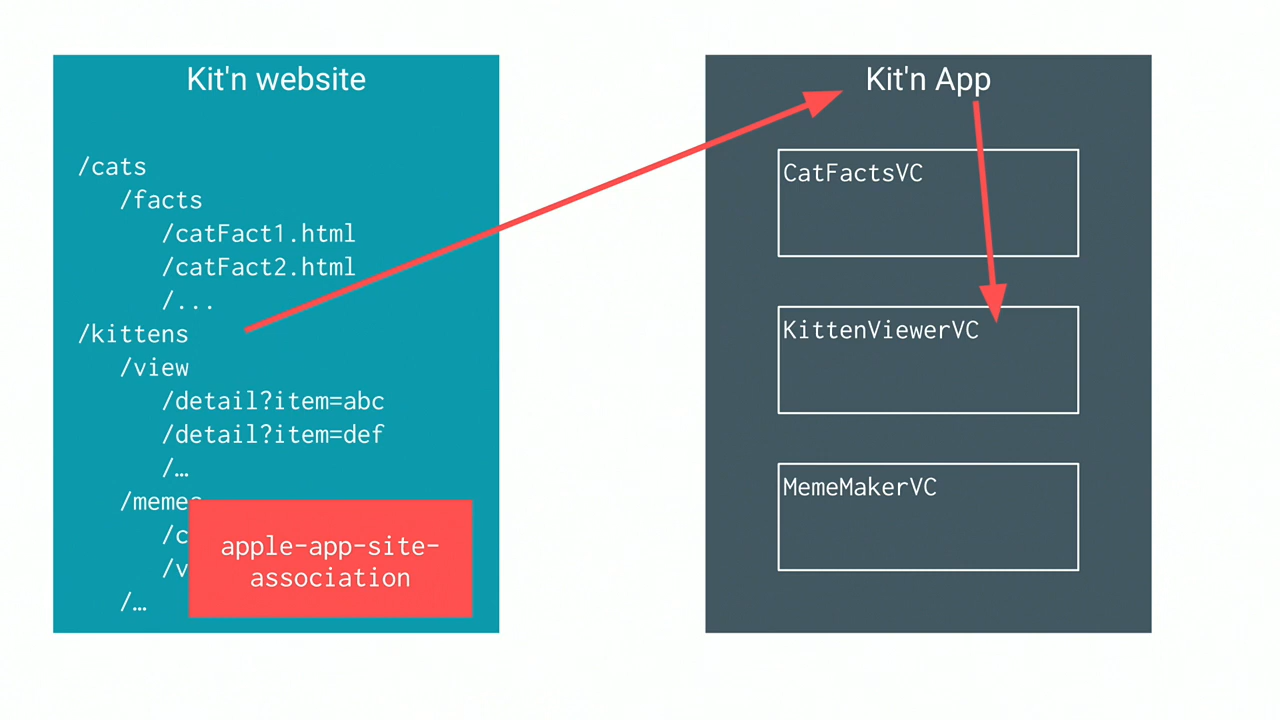 Kit'n website
/cats
/facts
/catFact1.html
/catFact2.html
/...
/kittens
/view
/detail?item=abc
/detail?item=def
/…
/memes
/c
/v
/…
apple-app-site-
association
Kit'n App
CatFactsVC
KittenViewerVC
MemeMakerVC